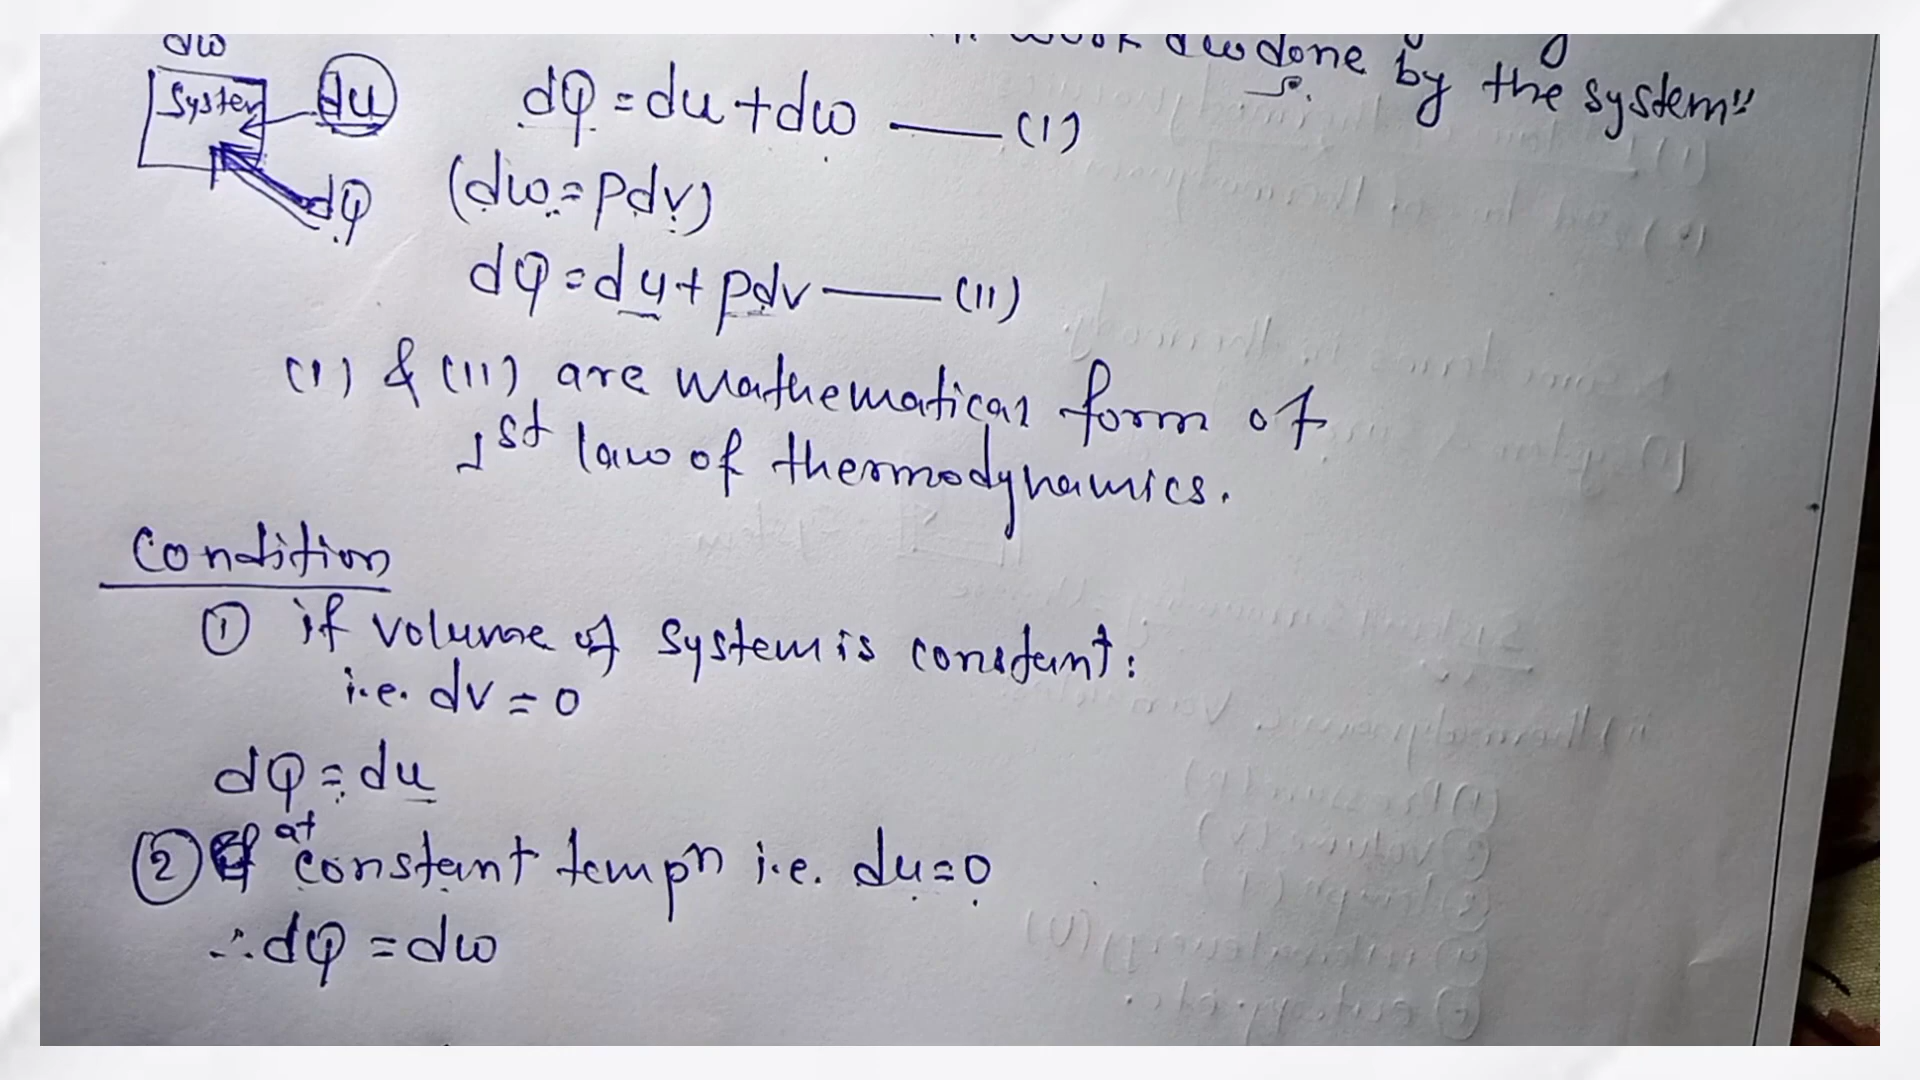 dw
work dw done by the system"
System du
dQ = du + dw — (I)
dQ (dw = pdv)
dQ = du + pdv — (II)
(I) & (II) are mathematical form of
1st law of thermodynamics.
Condition
① if volume of system is constant:
i.e. dv = 0
dQ = du
② at constant tempn i.e. du = 0
∴ dQ = dw